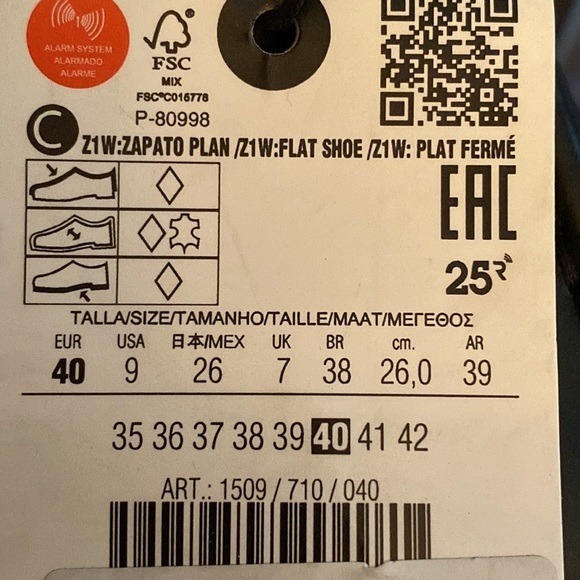 ALARM SYSTEM
ALARMADO
ALARME
FSC®
MIX
FSC®C015778
P-80998
C Z1W:ZAPATO PLAN /Z1W:FLAT SHOE /Z1W: PLAT FERMÉ
EAC
25R
TALLA/SIZE/TAMANHO/TAILLE/MAAT/ΜΕΓΕΘΟΣ
EUR USA 日本/MEX UK BR cm. AR
40 9 26 7 38 26,0 39
35 36 37 38 39 40 41 42
ART.: 1509 / 710 / 040